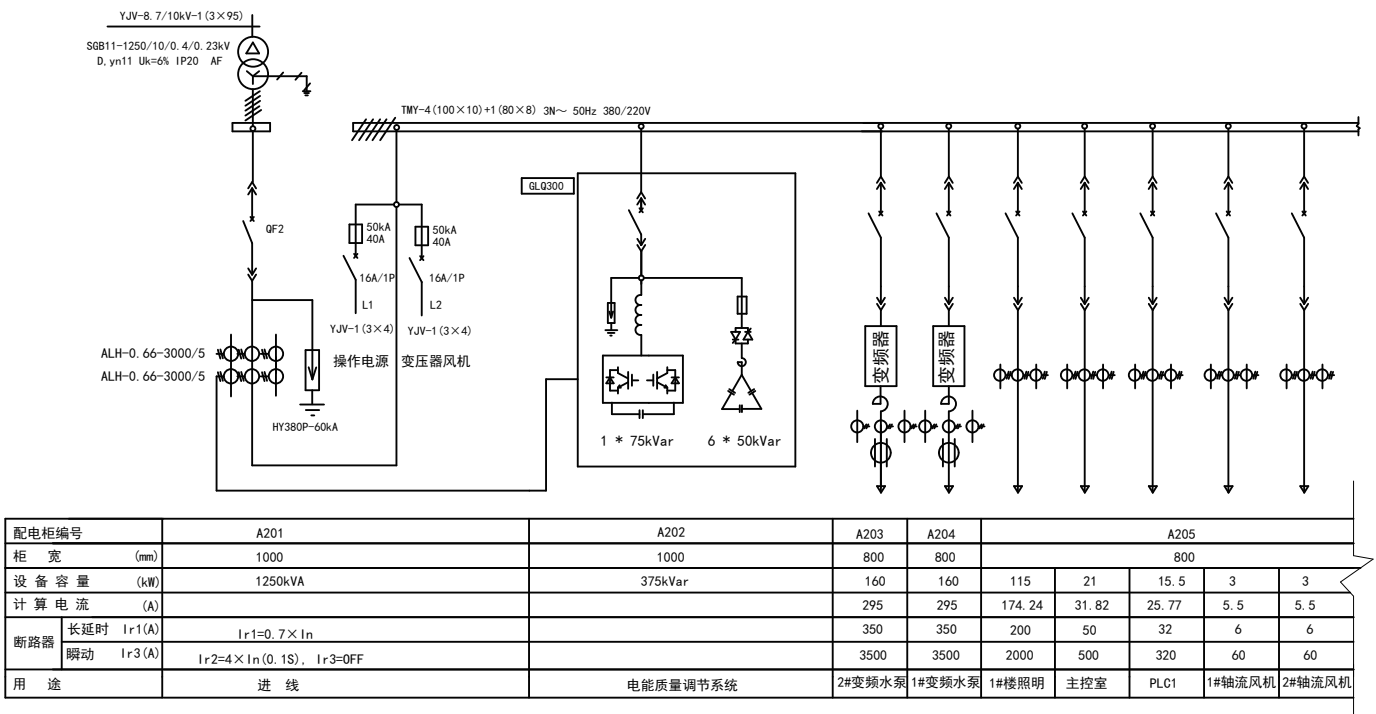 YJV-8.7/10kV-1(3×95)
SGB11-1250/10/0.4/0.23kV
D,yn11 Uk=6% IP20 AF
TMY-4(100×10)+1(80×8) 3N～ 50Hz 380/220V
GLQ300
QF2
50kA
40A
50kA
40A
16A/1P
16A/1P
L1
L2
YJV-1(3×4)
YJV-1(3×4)
操作电源
变压器风机
ALH-0.66-3000/5
ALH-0.66-3000/5
HY380P-60kA
1 * 75kVar
6 * 50kVar
变频器
变频器
配电柜编号 A201 A202 A203 A204 A205
柜 宽 (mm) 1000 1000 800 800 800
设备容量 (kW) 1250kVA 375kVar 160 160 115 21 15.5 3 3
计算电流 (A) 295 295 174.24 31.82 25.77 5.5 5.5
断路器 长延时 Ir1(A) Ir1=0.7×In 350 350 200 50 32 6 6
瞬动 Ir3(A) Ir2=4×In(0.1S), Ir3=OFF 3500 3500 2000 500 320 60 60
用 途 进 线 电能质量调节系统 2#变频水泵 1#变频水泵 1#楼照明 主控室 PLC1 1#轴流风机 2#轴流风机